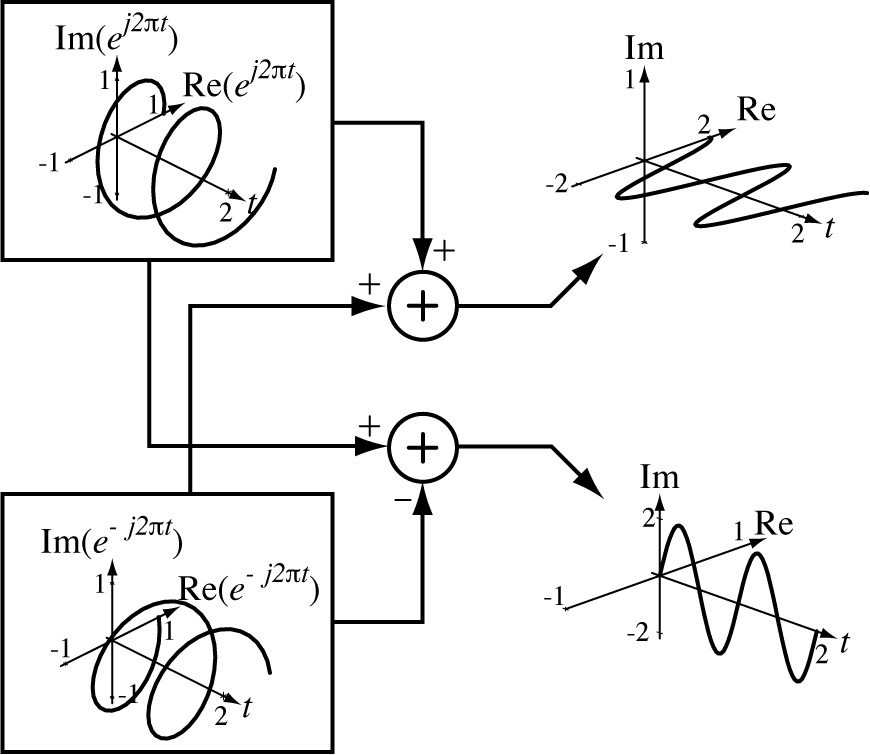 Im(e^{j2πt})
1
Re(e^{j2πt})
1
-1
-1
2
t
Im
1
Re
2
-2
-1
2
t
+
+
+
+
+
−
Im(e^{- j2πt})
1
Re(e^{- j2πt})
1
-1
-1
2
t
Im
2
Re
1
-1
-2
2
t